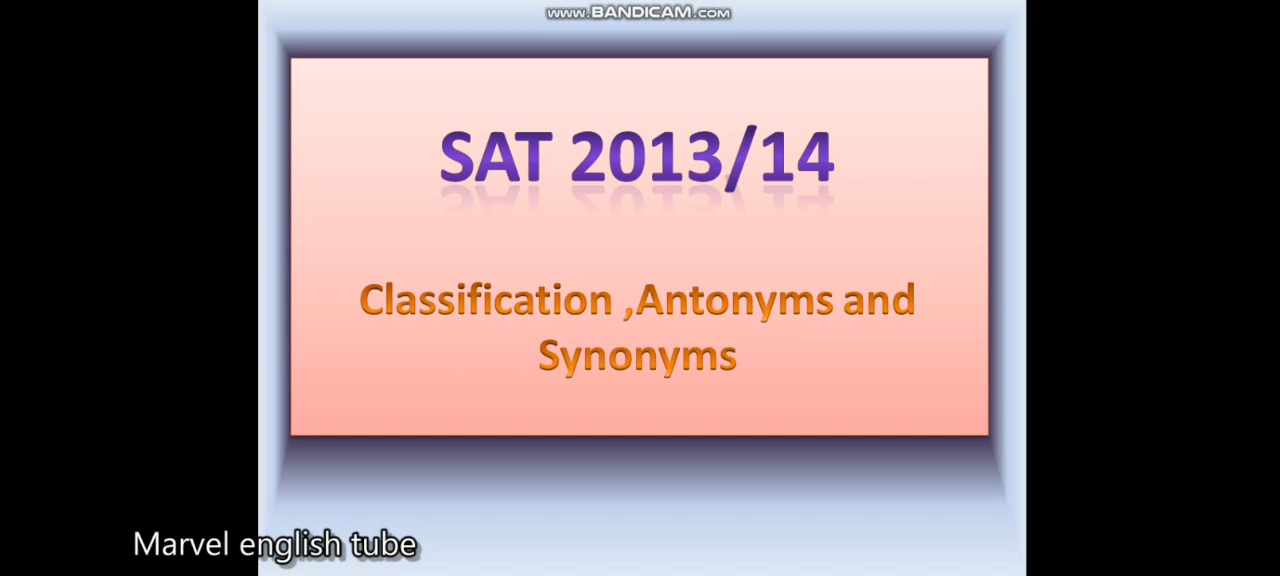 www.BANDICAM.com
SAT 2013/14
Classification ,Antonyms and
Synonyms
Marvel english tube